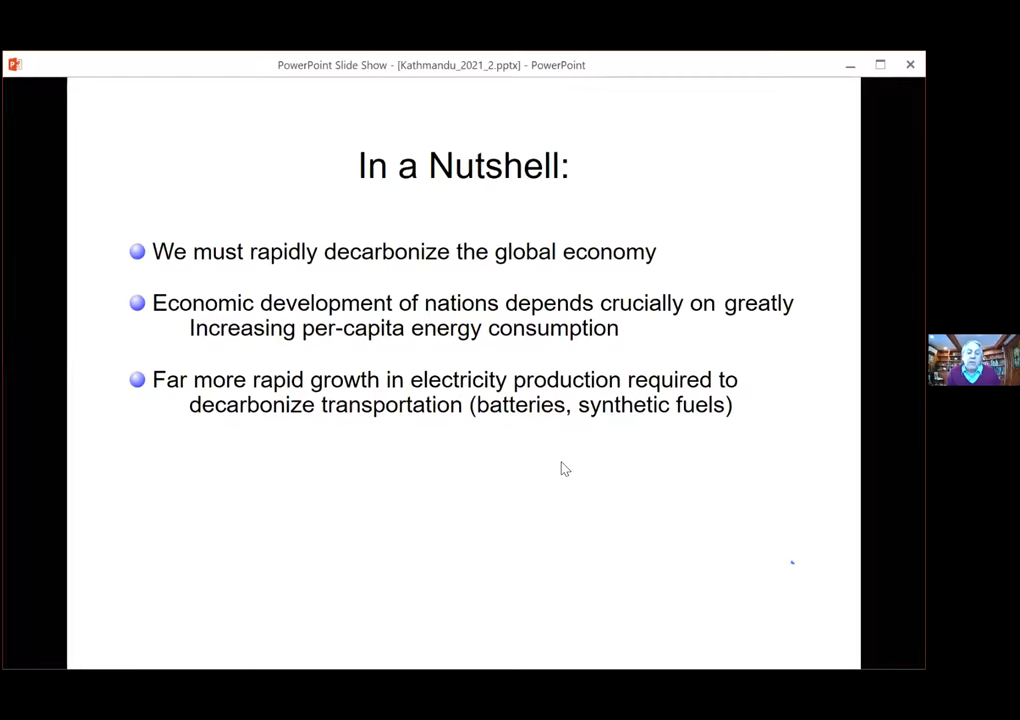 PowerPoint Slide Show - [Kathmandu_2021_2.pptx] - PowerPoint
In a Nutshell:
We must rapidly decarbonize the global economy
Economic development of nations depends crucially on greatly
Increasing per-capita energy consumption
Far more rapid growth in electricity production required to
decarbonize transportation (batteries, synthetic fuels)